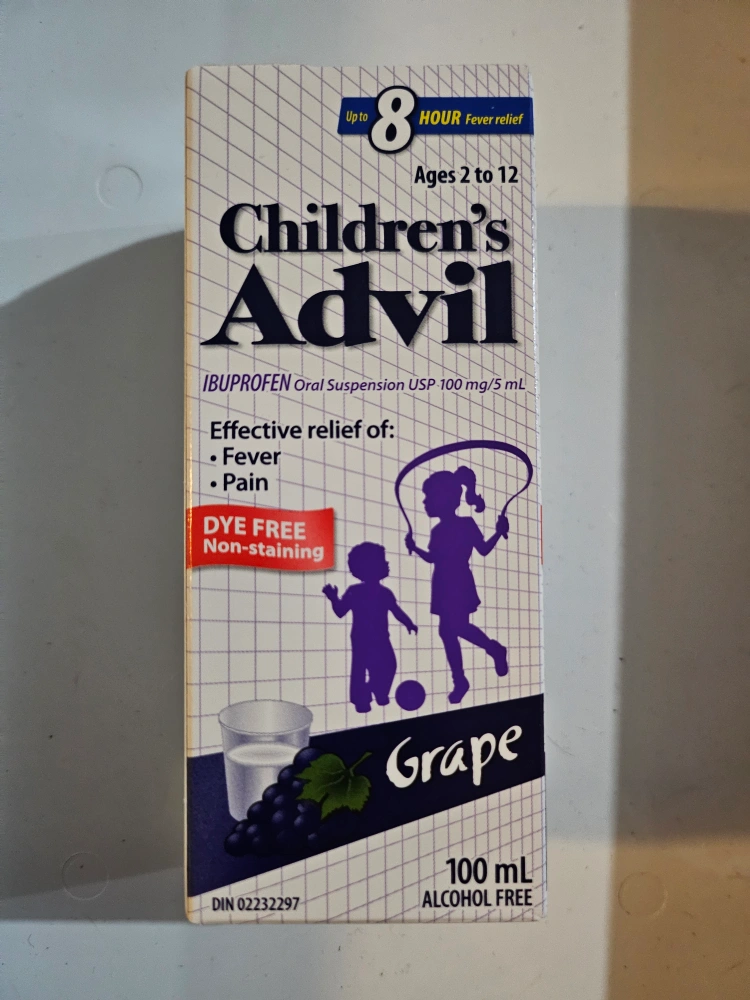 Up to 8 HOUR Fever relief
Ages 2 to 12
Children's
Advil
IBUPROFEN Oral Suspension USP 100 mg/5 mL
Effective relief of:
• Fever
• Pain
DYE FREE
Non-staining
Grape
100 mL
ALCOHOL FREE
DIN 02232297